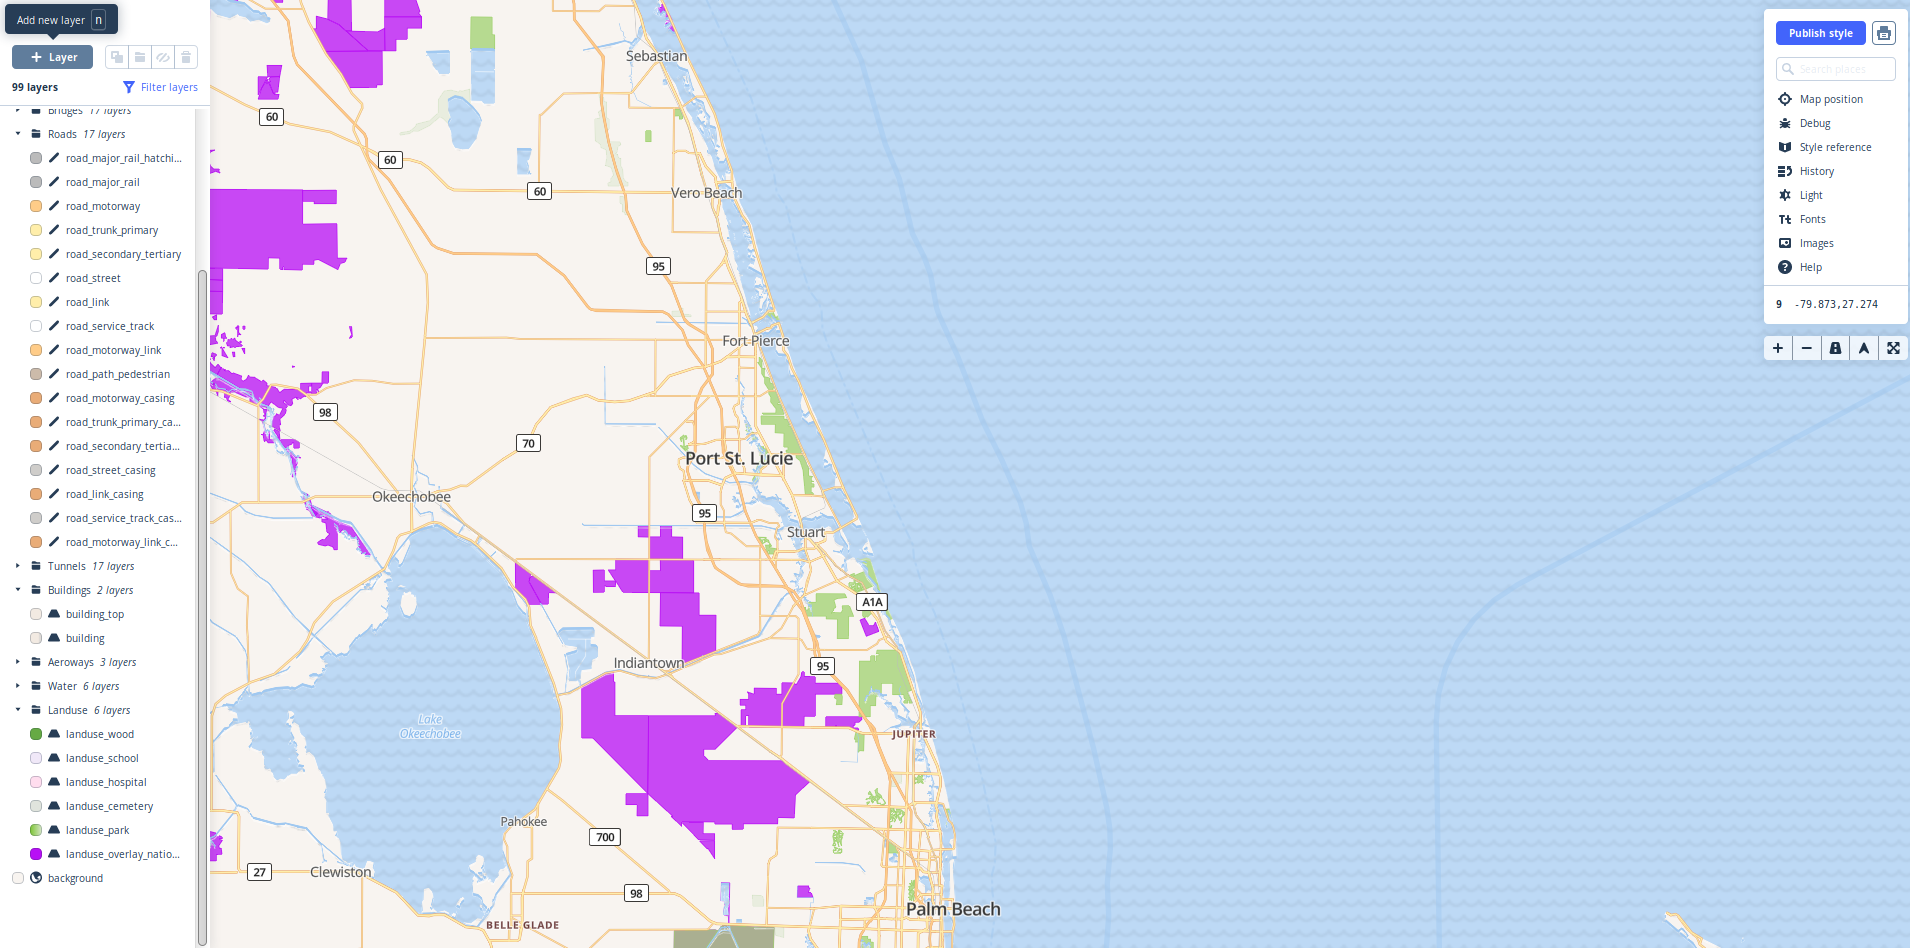 Add new layer n
Layer
99 layers
Filter layers
Bridges 17 layers
Roads 17 layers
road_major_rail_hatchi...
road_major_rail
road_motorway
road_trunk_primary
road_secondary_tertiary
road_street
road_link
road_service_track
road_motorway_link
road_path_pedestrian
road_motorway_casing
road_trunk_primary_ca...
road_secondary_tertia...
road_street_casing
road_link_casing
road_service_track_cas...
road_motorway_link_c...
Tunnels 17 layers
Buildings 2 layers
building_top
building
Aeroways 3 layers
Water 6 layers
Landuse 6 layers
landuse_wood
landuse_school
landuse_hospital
landuse_cemetery
landuse_park
landuse_overlay_natio...
background
Sebastian
60
60
60
Vero Beach
95
Fort Pierce
98
70
Port St. Lucie
Okeechobee
95
Stuart
A1A
Indiantown
95
Lake
Okeechobee
JUPITER
Pahokee
700
27
Clewiston
98
Palm Beach
BELLE GLADE
Publish style
Search places
Map position
Debug
Style reference
History
Light
Fonts
Images
Help
9 -79.873,27.274